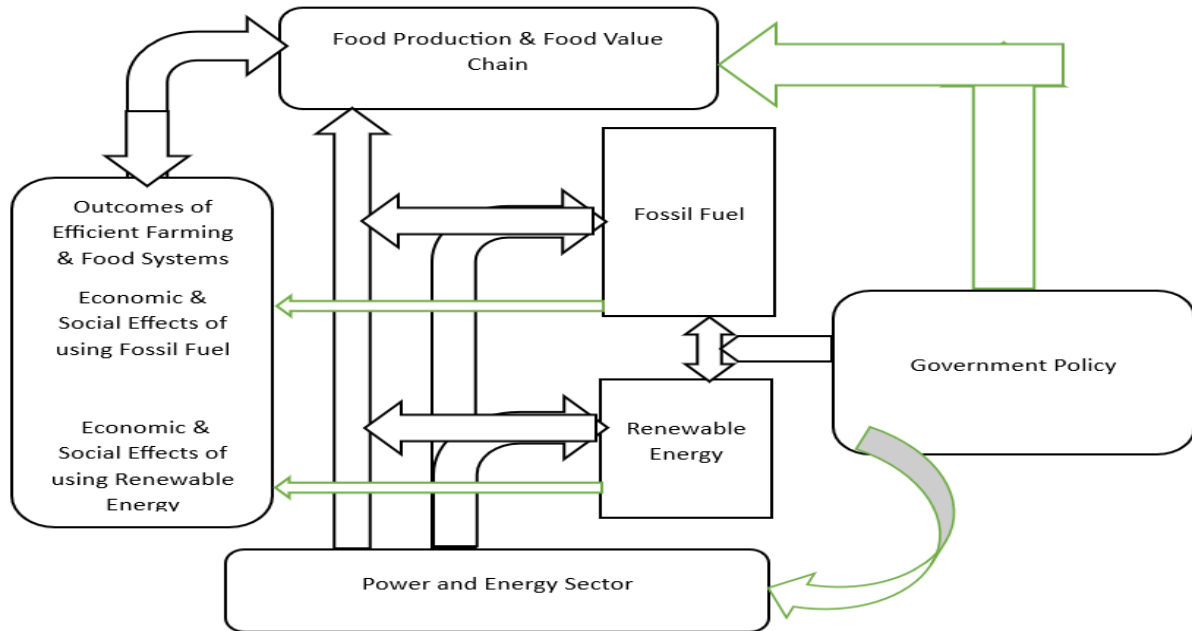 Food Production & Food Value
Chain
Fossil Fuel
Outcomes of
Efficient Farming
& Food Systems
Economic &
Social Effects of
using Fossil Fuel
Government Policy
Economic &
Social Effects of
using Renewable
Energy
Renewable
Energy
Power and Energy Sector